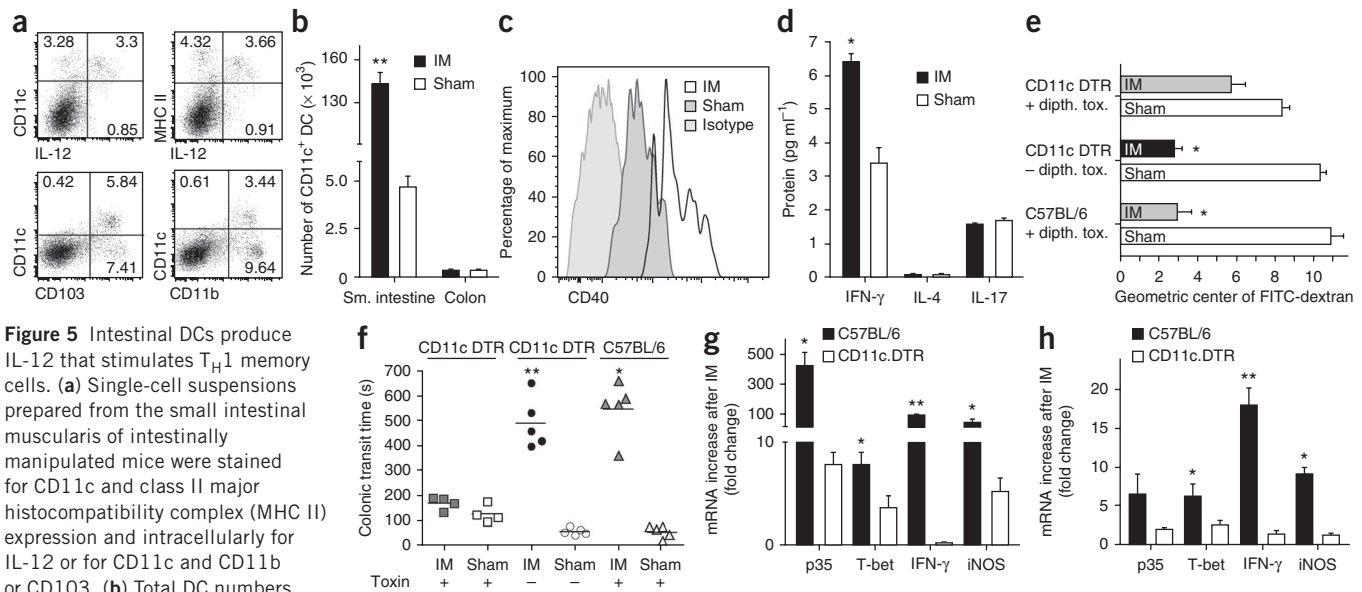 a
3.28 3.3
0.85
CD11c
IL-12
4.32 3.66
0.91
MHC II
IL-12
0.42 5.84
7.41
CD11c
CD103
0.61 3.44
9.64
CD11c
CD11b
b
Number of CD11c+ DC (× 10³)
160
130
5.0
2.5
0
**
IM
Sham
Sm. intestine Colon
c
Percentage of maximum
100
80
60
40
20
0
IM
Sham
Isotype
CD40
d
Protein (pg ml−1)
7
6
5
4
3
2
1
0
*
IM
Sham
IFN-γ IL-4 IL-17
e
CD11c DTR
+ dipth. tox.
IM
Sham
CD11c DTR
– dipth. tox.
IM *
Sham
C57BL/6
+ dipth. tox.
IM *
Sham
0 2 4 6 8 10
Geometric center of FITC-dextran
Figure 5 Intestinal DCs produce
IL-12 that stimulates TH1 memory
cells. (a) Single-cell suspensions
prepared from the small intestinal
muscularis of intestinally
manipulated mice were stained
for CD11c and class II major
histocompatibility complex (MHC II)
expression and intracellularly for
IL-12 or for CD11c and CD11b
or CD103. (b) Total DC numbers
f
CD11c DTR CD11c DTR C57BL/6
Colonic transit time (s)
700
600
500
400
300
200
100
0
** *
IM Sham IM Sham IM Sham
Toxin + + – – + +
g
C57BL/6
CD11c.DTR
mRNA increase after IM
(fold change)
500
300
100
10
0
* * ** *
p35 T-bet IFN-γ iNOS
h
C57BL/6
CD11c.DTR
mRNA increase after IM
(fold change)
20
15
10
5
0
* ** *
p35 T-bet IFN-γ iNOS